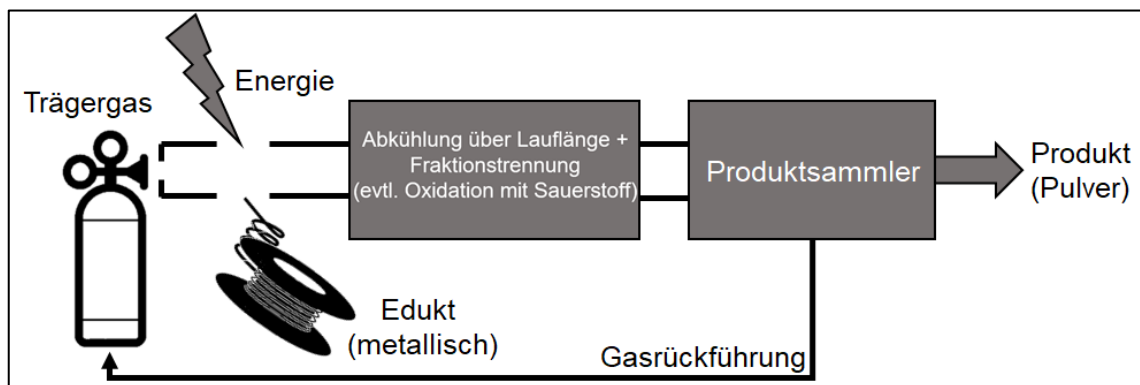 Energie
Trägergas
Abkühlung über Lauflänge +
Fraktionstrennung
(evtl. Oxidation mit Sauerstoff)
Produktsammler
Produkt
(Pulver)
Edukt
(metallisch)
Gasrückführung